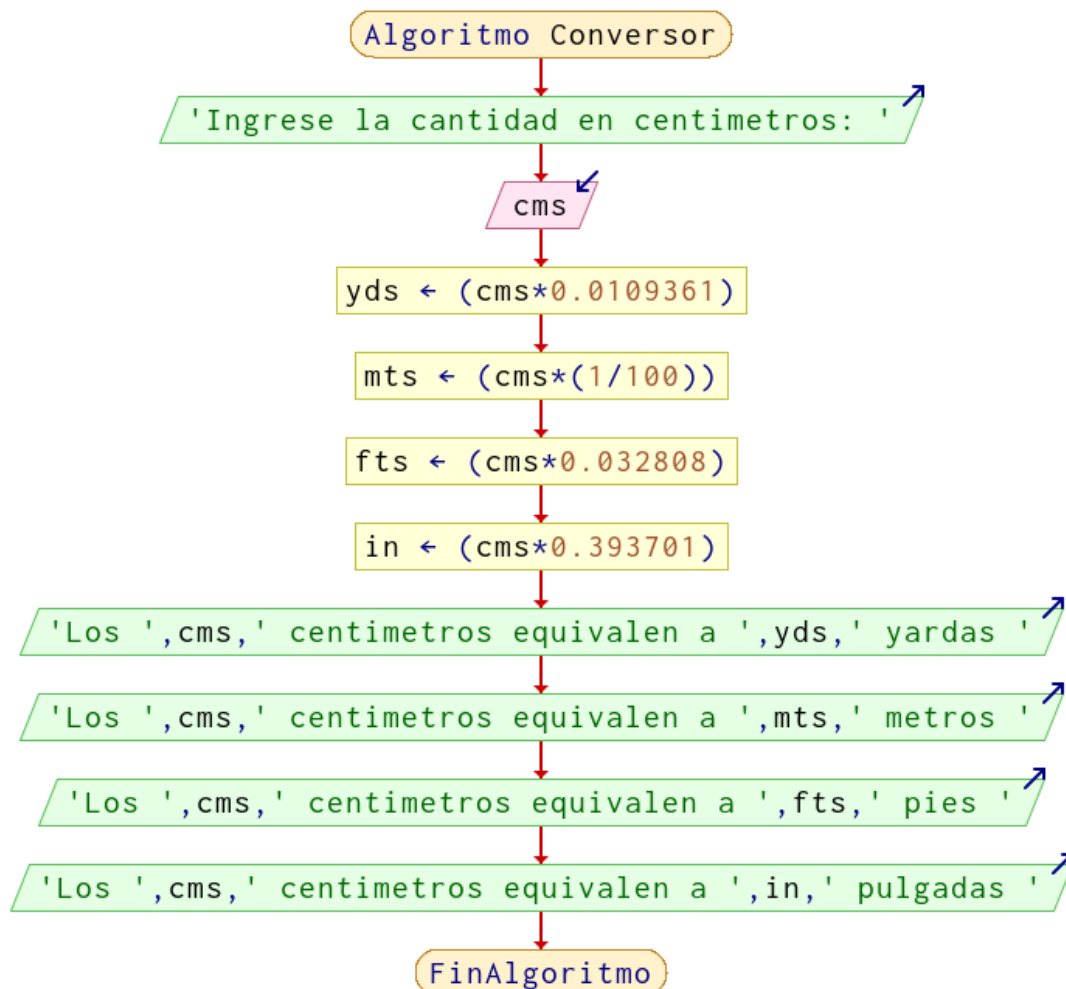 Algoritmo Conversor
'Ingrese la cantidad en centimetros: '
cms
yds ← (cms*0.0109361)
mts ← (cms*(1/100))
fts ← (cms*0.032808)
in ← (cms*0.393701)
'Los ',cms,' centimetros equivalen a ',yds,' yardas '
'Los ',cms,' centimetros equivalen a ',mts,' metros '
'Los ',cms,' centimetros equivalen a ',fts,' pies '
'Los ',cms,' centimetros equivalen a ',in,' pulgadas '
FinAlgoritmo